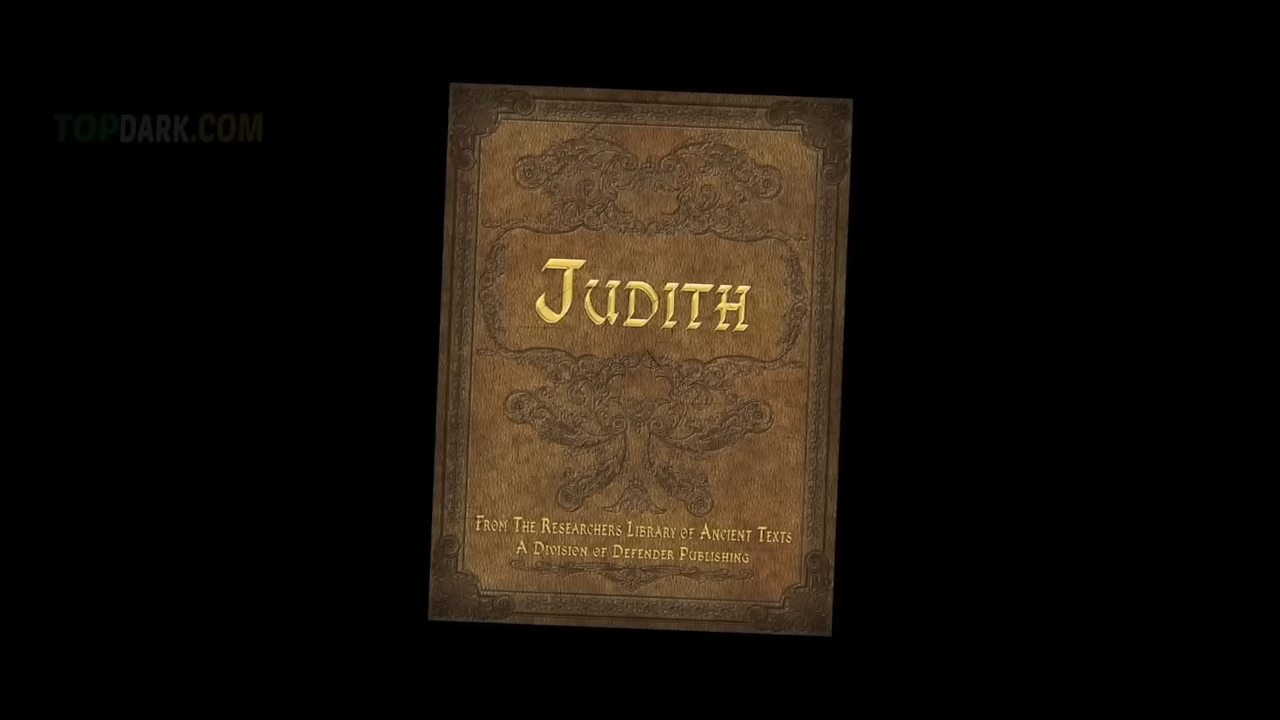 TOPDARK.COM
JUDITH
FROM THE RESEARCHERS LIBRARY OF ANCIENT TEXTS
A DIVISION OF DEFENDER PUBLISHING